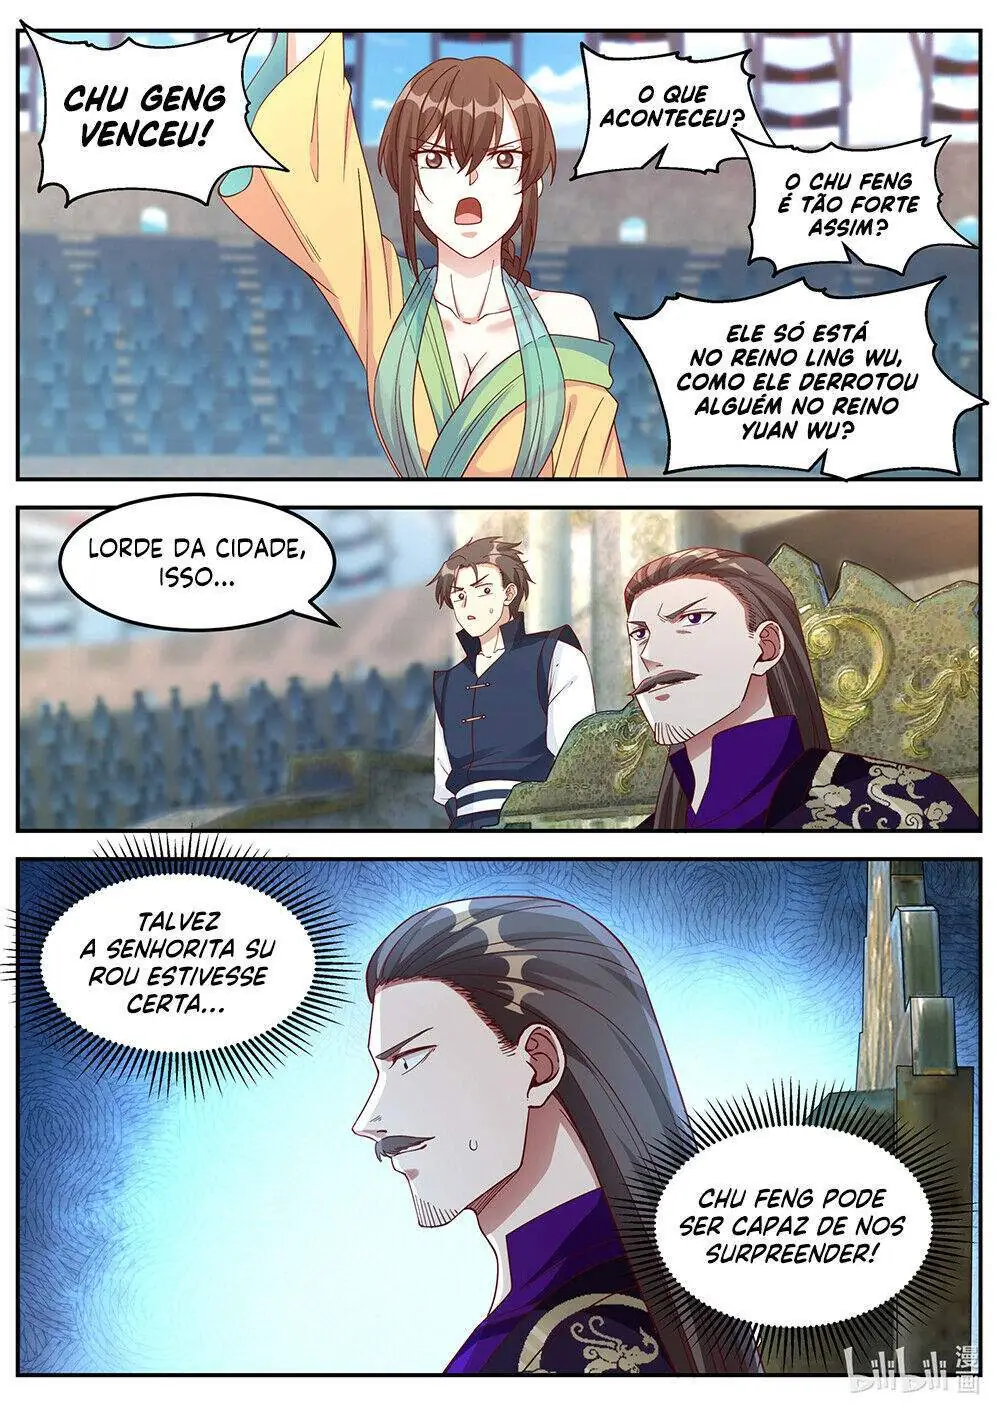 CHU GENG
VENCEU!
O QUE
ACONTECEU?
O CHU FENG
É TÃO FORTE
ASSIM?
ELE SÓ ESTÁ
NO REINO LING WU,
COMO ELE DERROTOU
ALGUÉM NO REINO
YUAN WU?
LORDE DA CIDADE,
ISSO...
TALVEZ
A SENHORITA SU
ROU ESTIVESSE
CERTA...
CHU FENG PODE
SER CAPAZ DE NOS
SURPREENDER!
bilibili 漫画